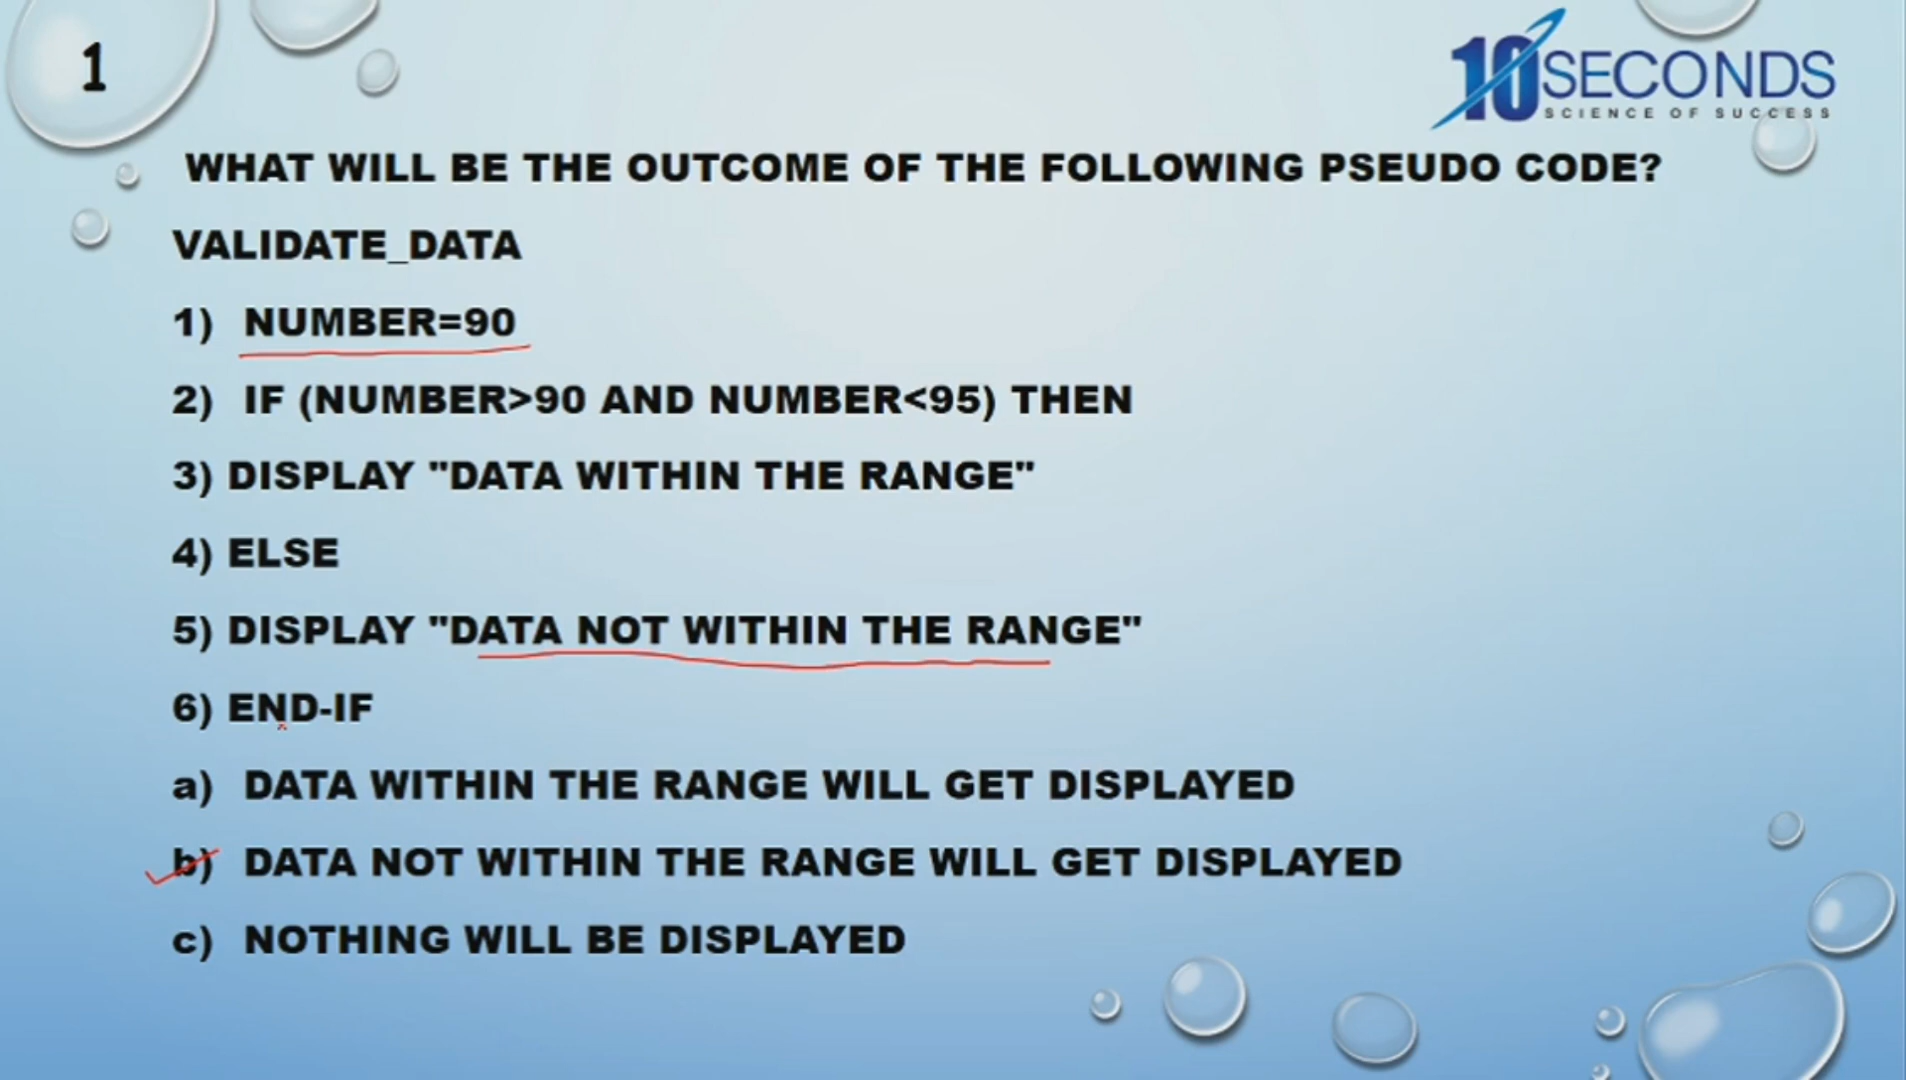 1
10SECONDS
SCIENCE OF SUCCESS
WHAT WILL BE THE OUTCOME OF THE FOLLOWING PSEUDO CODE?
VALIDATE_DATA
1) NUMBER=90
2) IF (NUMBER>90 AND NUMBER<95) THEN
3) DISPLAY "DATA WITHIN THE RANGE"
4) ELSE
5) DISPLAY "DATA NOT WITHIN THE RANGE"
6) END-IF
a) DATA WITHIN THE RANGE WILL GET DISPLAYED
b) DATA NOT WITHIN THE RANGE WILL GET DISPLAYED
c) NOTHING WILL BE DISPLAYED